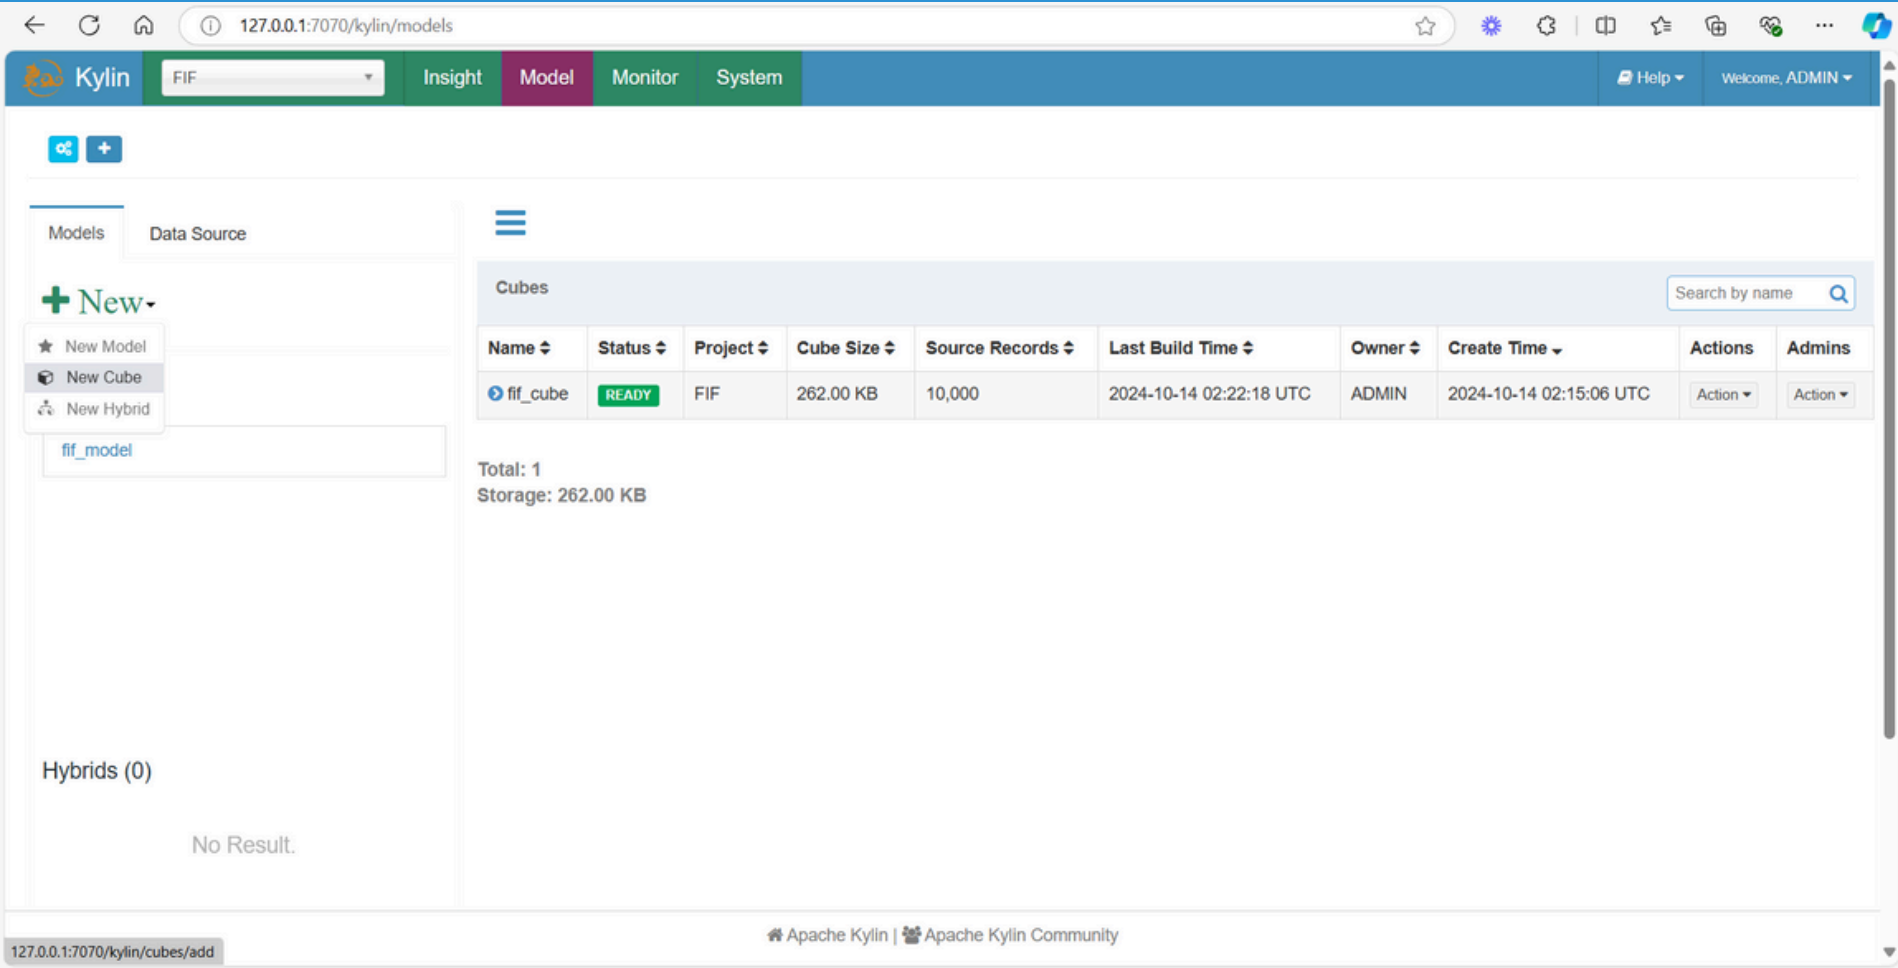 127.0.0.1:7070/kylin/models
Kylin FIF Insight Model Monitor System Help Welcome, ADMIN
Models Data Source
New
New Model
New Cube
New Hybrid
fif_model
Hybrids (0)
No Result.
Cubes Search by name
Name Status Project Cube Size Source Records Last Build Time Owner Create Time Actions Admins
fif_cube READY FIF 262.00 KB 10,000 2024-10-14 02:22:18 UTC ADMIN 2024-10-14 02:15:06 UTC Action Action
Total: 1
Storage: 262.00 KB
Apache Kylin | Apache Kylin Community
127.0.0.1:7070/kylin/cubes/add